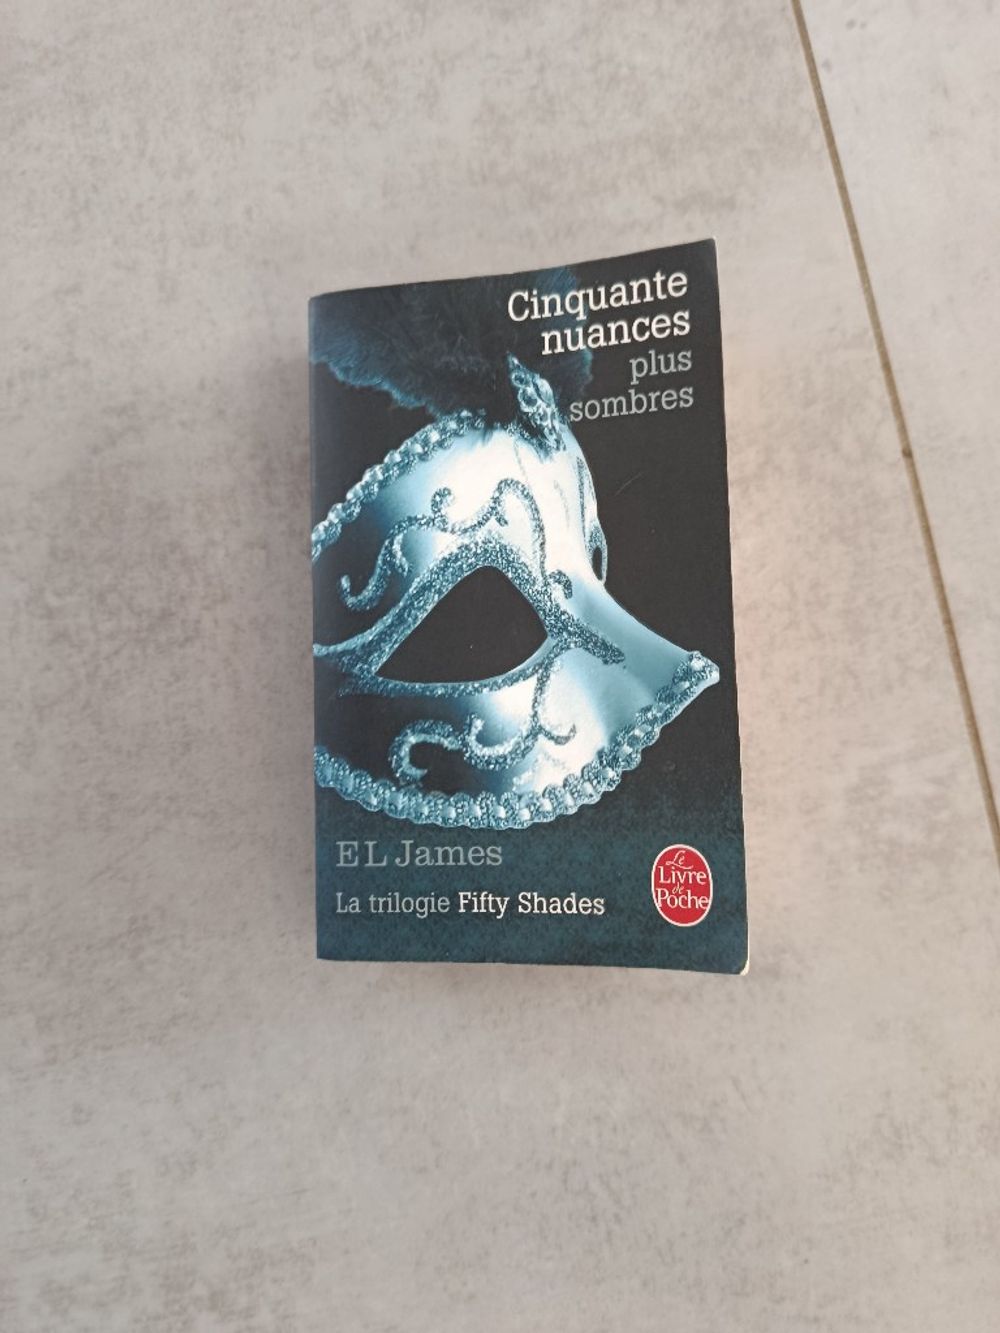 Cinquante
nuances
plus
sombres
E L James
La trilogie Fifty Shades
Le
Livre
de
Poche